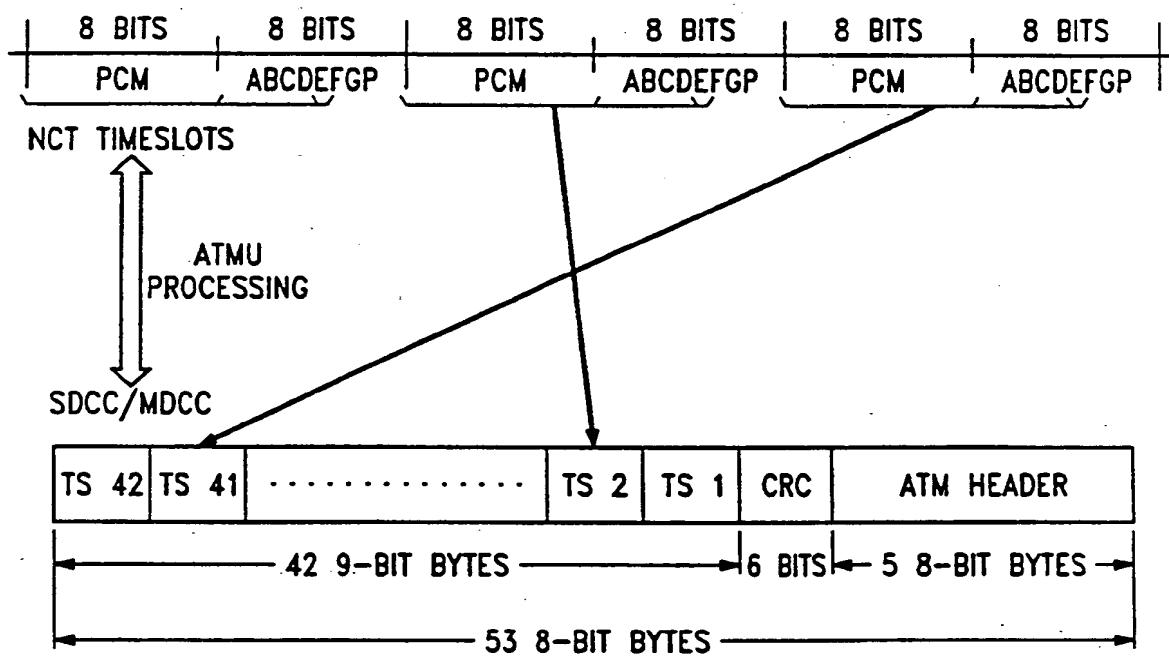 8 BITS 8 BITS 8 BITS 8 BITS 8 BITS 8 BITS
PCM ABCDEFGP PCM ABCDEFGP PCM ABCDEFGP
NCT TIMESLOTS
ATMU
PROCESSING
SDCC/MDCC
TS 42 TS 41 .............. TS 2 TS 1 CRC ATM HEADER
42 9-BIT BYTES 6 BITS 5 8-BIT BYTES
53 8-BIT BYTES